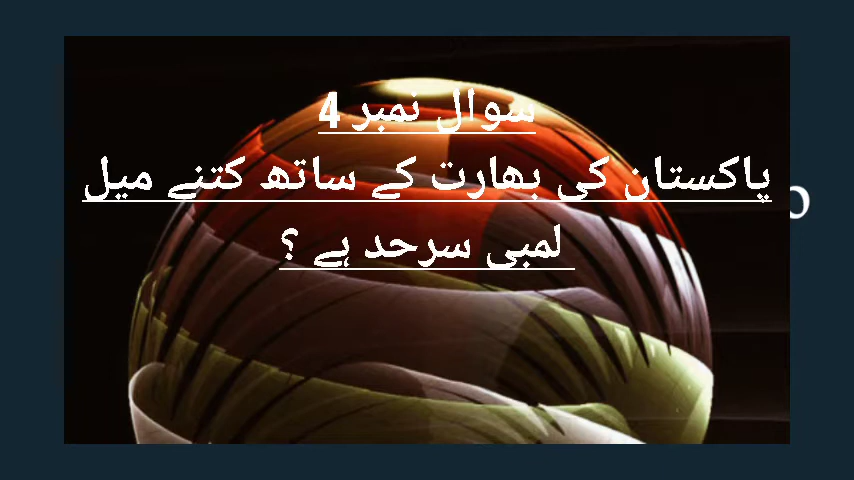 سوال نمبر 4
پاکستان کی بھارت کے ساتھ کتنے میل
لمبی سرحد ہے ؟